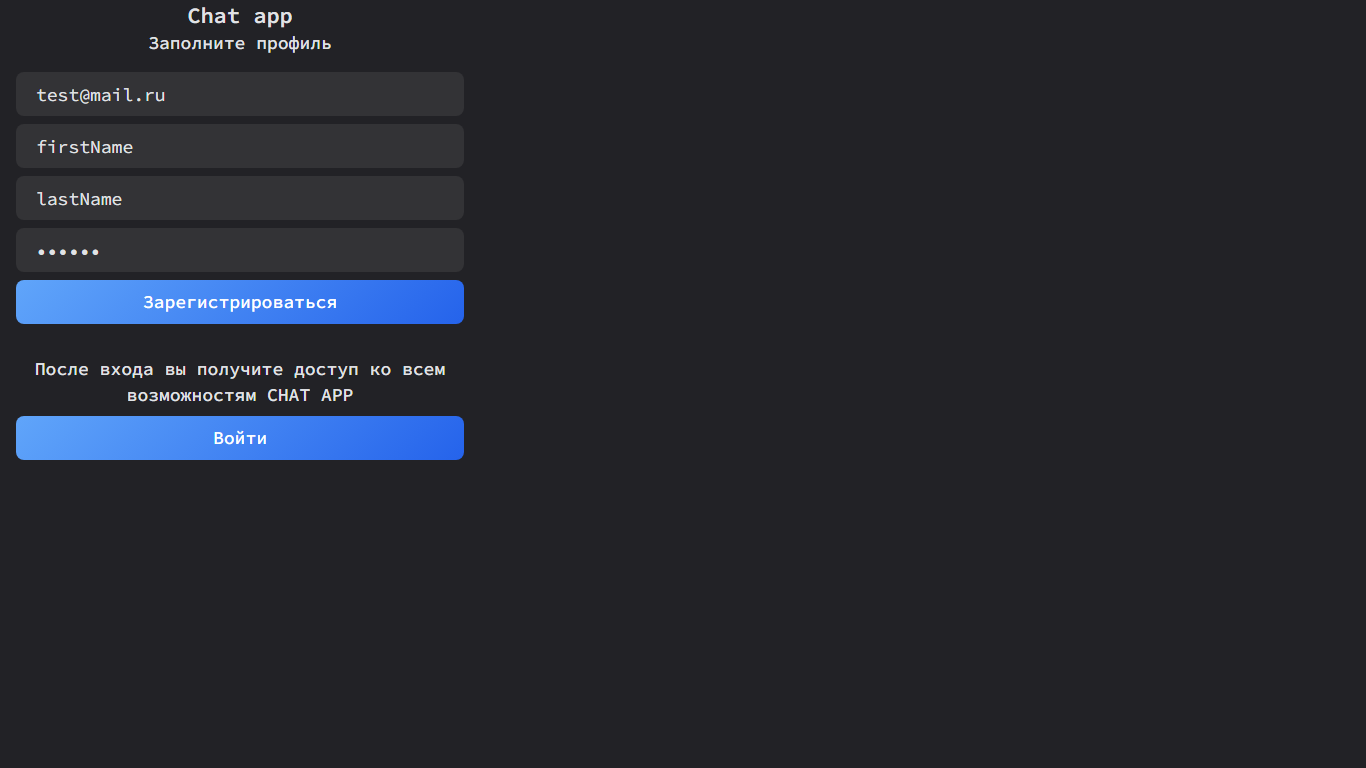 Chat app
Заполните профиль
test@mail.ru
firstName
lastName
••••••
Зарегистрироваться
После входа вы получите доступ ко всем
возможностям CHAT APP
Войти